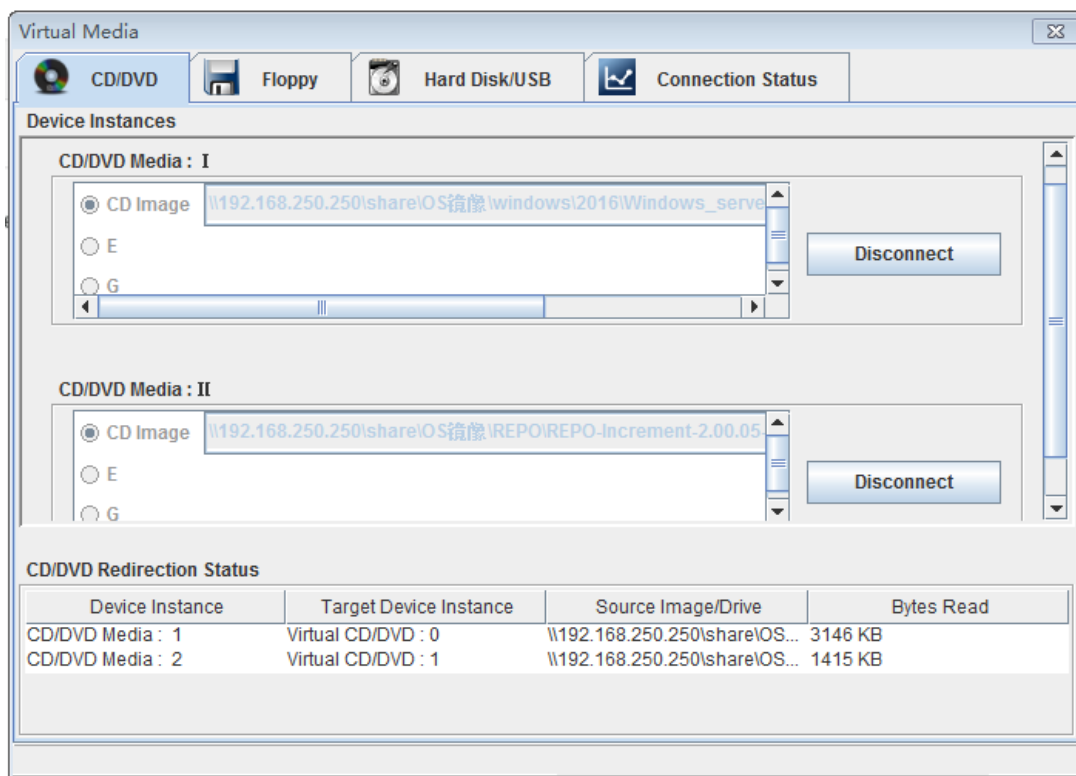 Virtual Media
CD/DVD Floppy Hard Disk/USB Connection Status
Device Instances
CD/DVD Media : I
CD Image \\192.168.250.250\share\OS镜像\windows\2016\Windows_serve
E
Disconnect
G
CD/DVD Media : II
CD Image \\192.168.250.250\share\OS镜像\REPO\REPO-Increment-2.00.05-
E
Disconnect
G
CD/DVD Redirection Status
Device Instance Target Device Instance Source Image/Drive Bytes Read
CD/DVD Media : 1 Virtual CD/DVD : 0 \\192.168.250.250\share\OS... 3146 KB
CD/DVD Media : 2 Virtual CD/DVD : 1 \\192.168.250.250\share\OS... 1415 KB